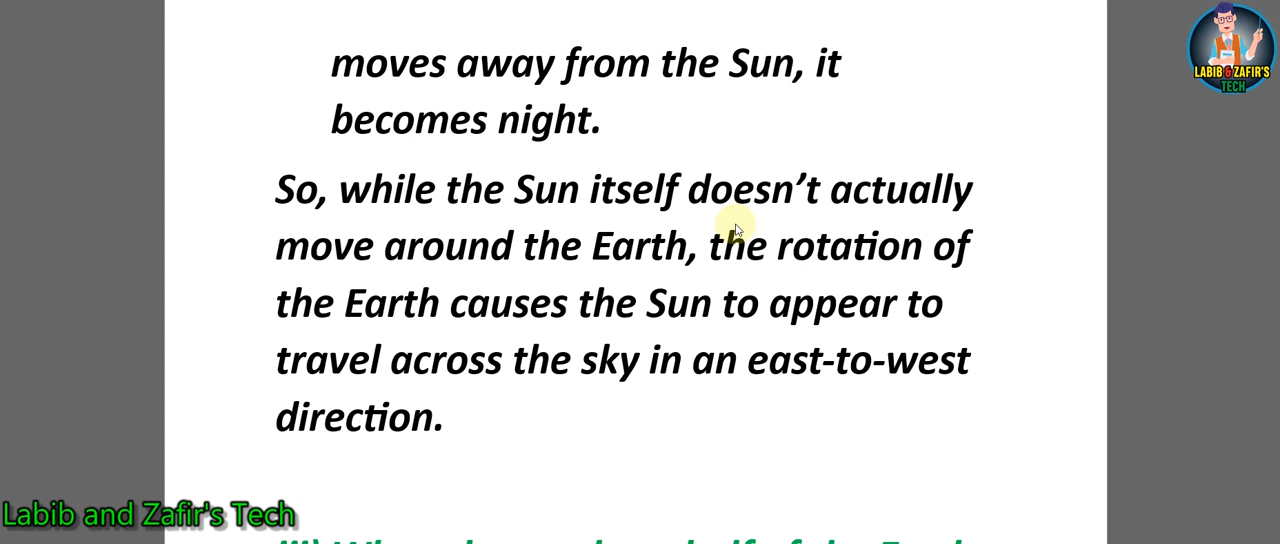 moves away from the Sun, it
becomes night.
So, while the Sun itself doesn't actually
move around the Earth, the rotation of
the Earth causes the Sun to appear to
travel across the sky in an east-to-west
direction.
LABIB & ZAFIR'S
TECH
Labib and Zafir's Tech